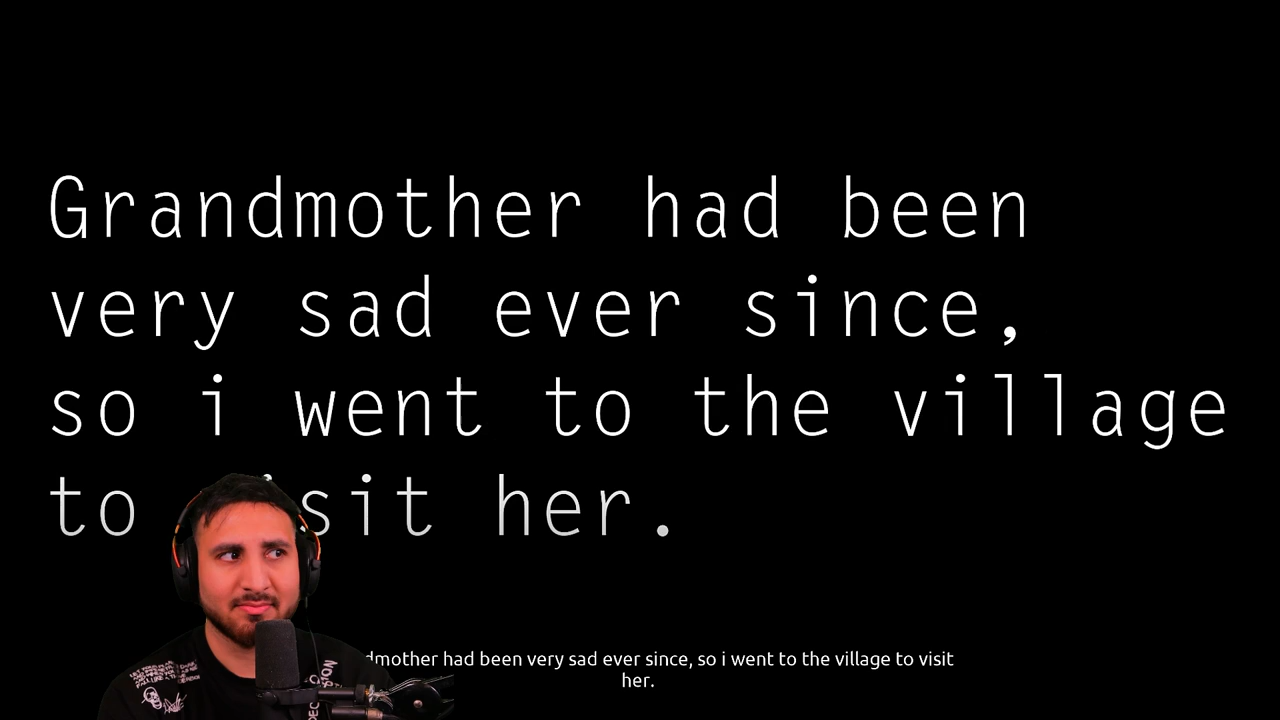 Grandmother had been
very sad ever since,
so i went to the village
to visit her.
had been very sad ever since, so i went to the village to visit
her.